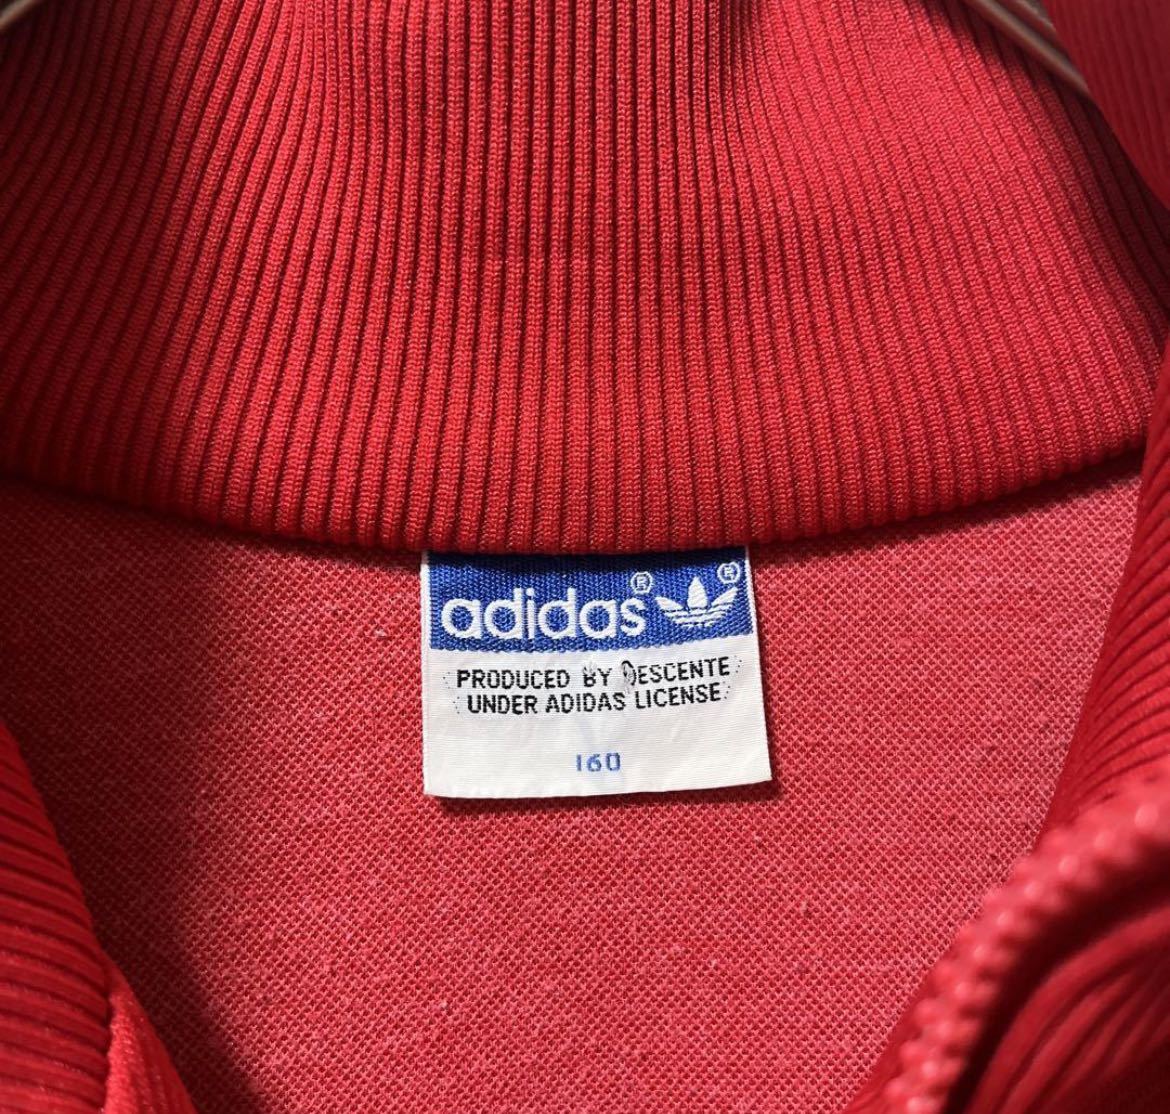 adidas®
®
PRODUCED BY DESCENTE
UNDER ADIDAS LICENSE
160